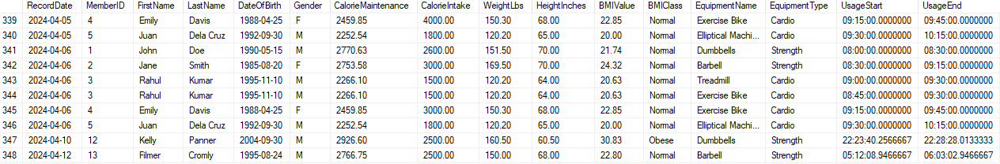 RecordDate MemberID FirstName LastName DateOfBirth Gender CalorieMaintenance CalorieIntake WeightLbs HeightInches BMIValue BMIClass EquipmentName EquipmentType UsageStart UsageEnd
339 2024-04-05 4 Emily Davis 1988-04-25 F 2459.85 4000.00 150.30 68.00 22.85 Normal Exercise Bike Cardio 09:15:00.0000000 09:45:00.0000000
340 2024-04-05 5 Juan Dela Cruz 1992-09-30 M 2252.54 1800.00 120.20 65.00 20.00 Normal Elliptical Machi... Cardio 09:30:00.0000000 10:15:00.0000000
341 2024-04-06 1 John Doe 1990-05-15 M 2770.63 2600.00 151.50 70.00 21.74 Normal Dumbbells Strength 08:00:00.0000000 08:30:00.0000000
342 2024-04-06 2 Jane Smith 1985-08-20 F 2753.58 3000.00 169.50 70.00 24.32 Normal Barbell Strength 08:30:00.0000000 09:15:00.0000000
343 2024-04-06 3 Rahul Kumar 1995-11-10 M 2266.10 1500.00 120.20 64.00 20.63 Normal Treadmill Cardio 09:00:00.0000000 09:30:00.0000000
344 2024-04-06 3 Rahul Kumar 1995-11-10 M 2266.10 1500.00 120.20 64.00 20.63 Normal Exercise Bike Cardio 08:45:00.0000000 09:30:00.0000000
345 2024-04-06 4 Emily Davis 1988-04-25 F 2459.85 3000.00 150.30 68.00 22.85 Normal Exercise Bike Cardio 09:15:00.0000000 09:45:00.0000000
346 2024-04-06 5 Juan Dela Cruz 1992-09-30 M 2252.54 1800.00 120.20 65.00 20.00 Normal Elliptical Machi... Cardio 09:30:00.0000000 10:15:00.0000000
347 2024-04-10 12 Kelly Panner 2004-09-30 M 2926.60 2500.00 160.50 60.50 30.83 Obese Dumbbells Strength 22:23:40.2566667 22:28:28.0133333
348 2024-04-12 13 Filmer Cromly 1995-08-24 M 2766.75 2500.00 150.00 68.00 22.80 Normal Barbell Strength 05:12:08.9466667 06:03:02.9466667